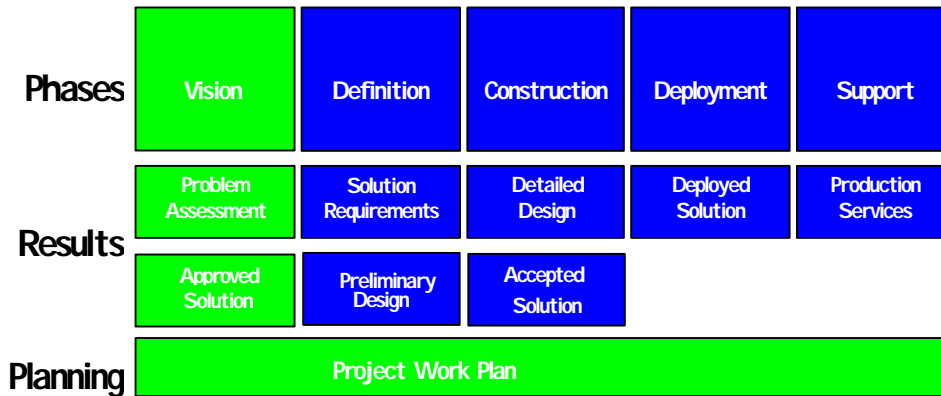 Phases
Vision
Definition
Construction
Deployment
Support
Results
Problem
Assessment
Solution
Requirements
Detailed
Design
Deployed
Solution
Production
Services
Approved
Solution
Preliminary
Design
Accepted
Solution
Planning
Project Work Plan